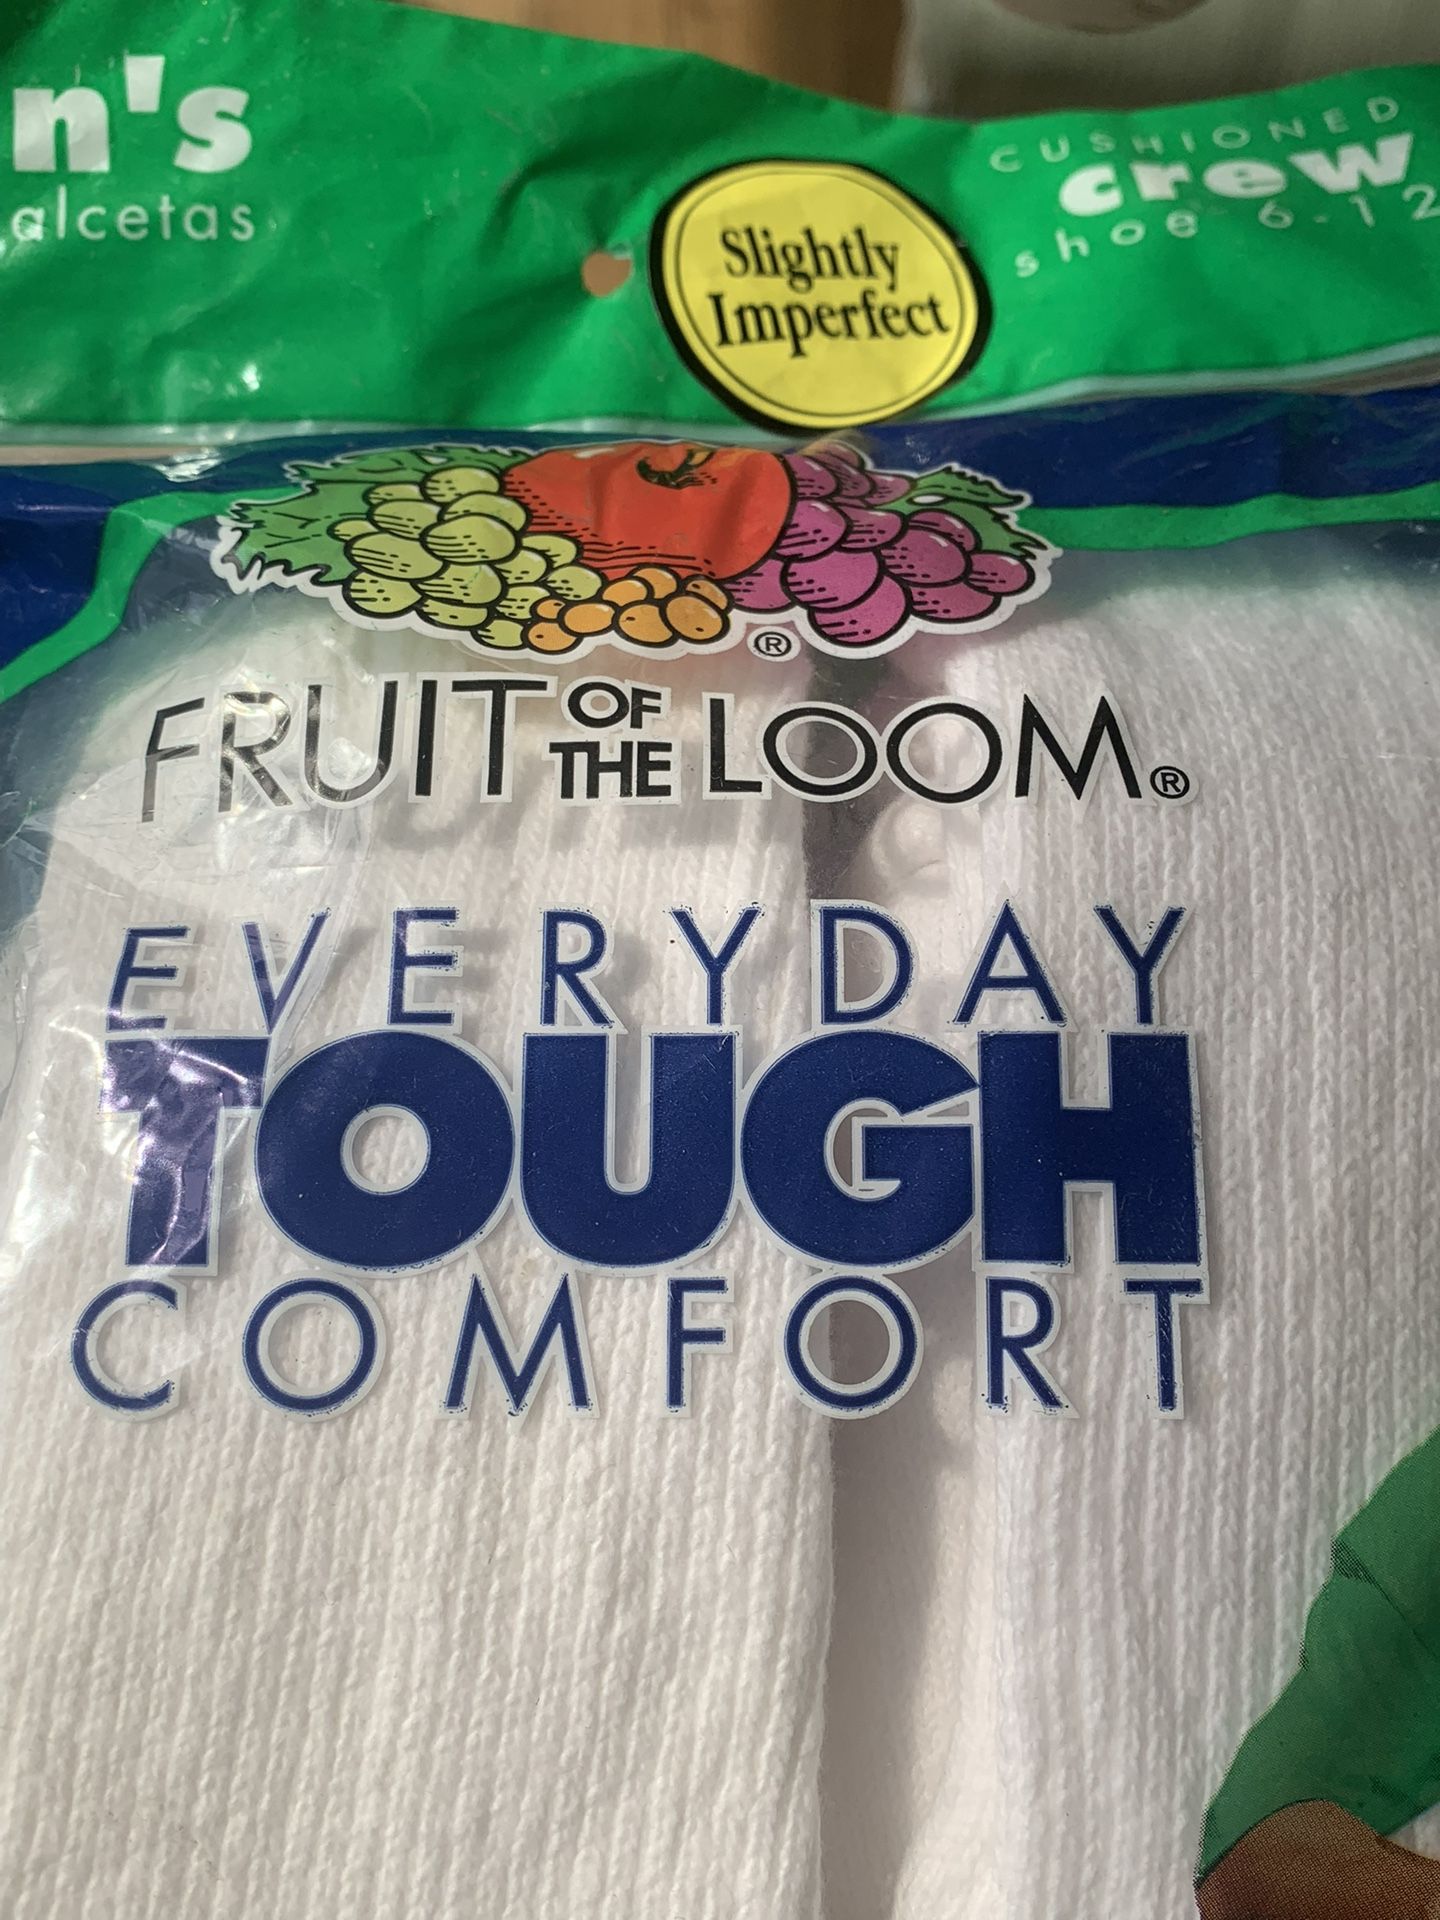 n's
alcetas
Slightly
Imperfect
CUSHIONED
crew
shoe 6-12
®
FRUIT OF THE LOOM®
EVERYDAY
TOUGH
COMFORT